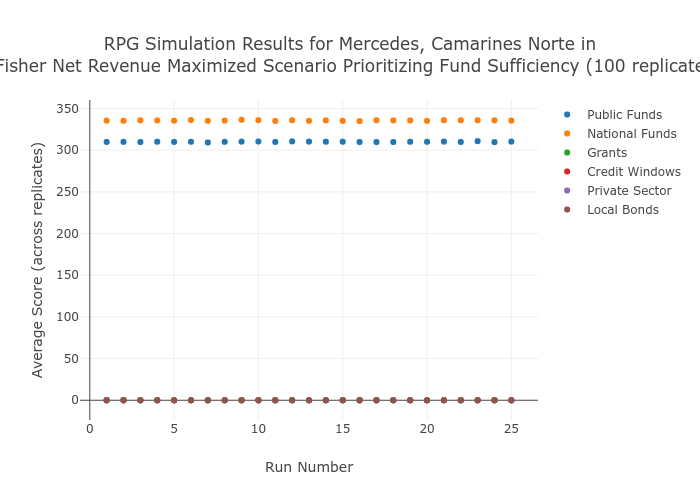 RPG Simulation Results for Mercedes, Camarines Norte in
Fisher Net Revenue Maximized Scenario Prioritizing Fund Sufficiency (100 replicate
350
300
250
200
150
100
50
0
0
5
10
15
20
25
Average Score (across replicates)
Run Number
Public Funds
National Funds
Grants
Credit Windows
Private Sector
Local Bonds